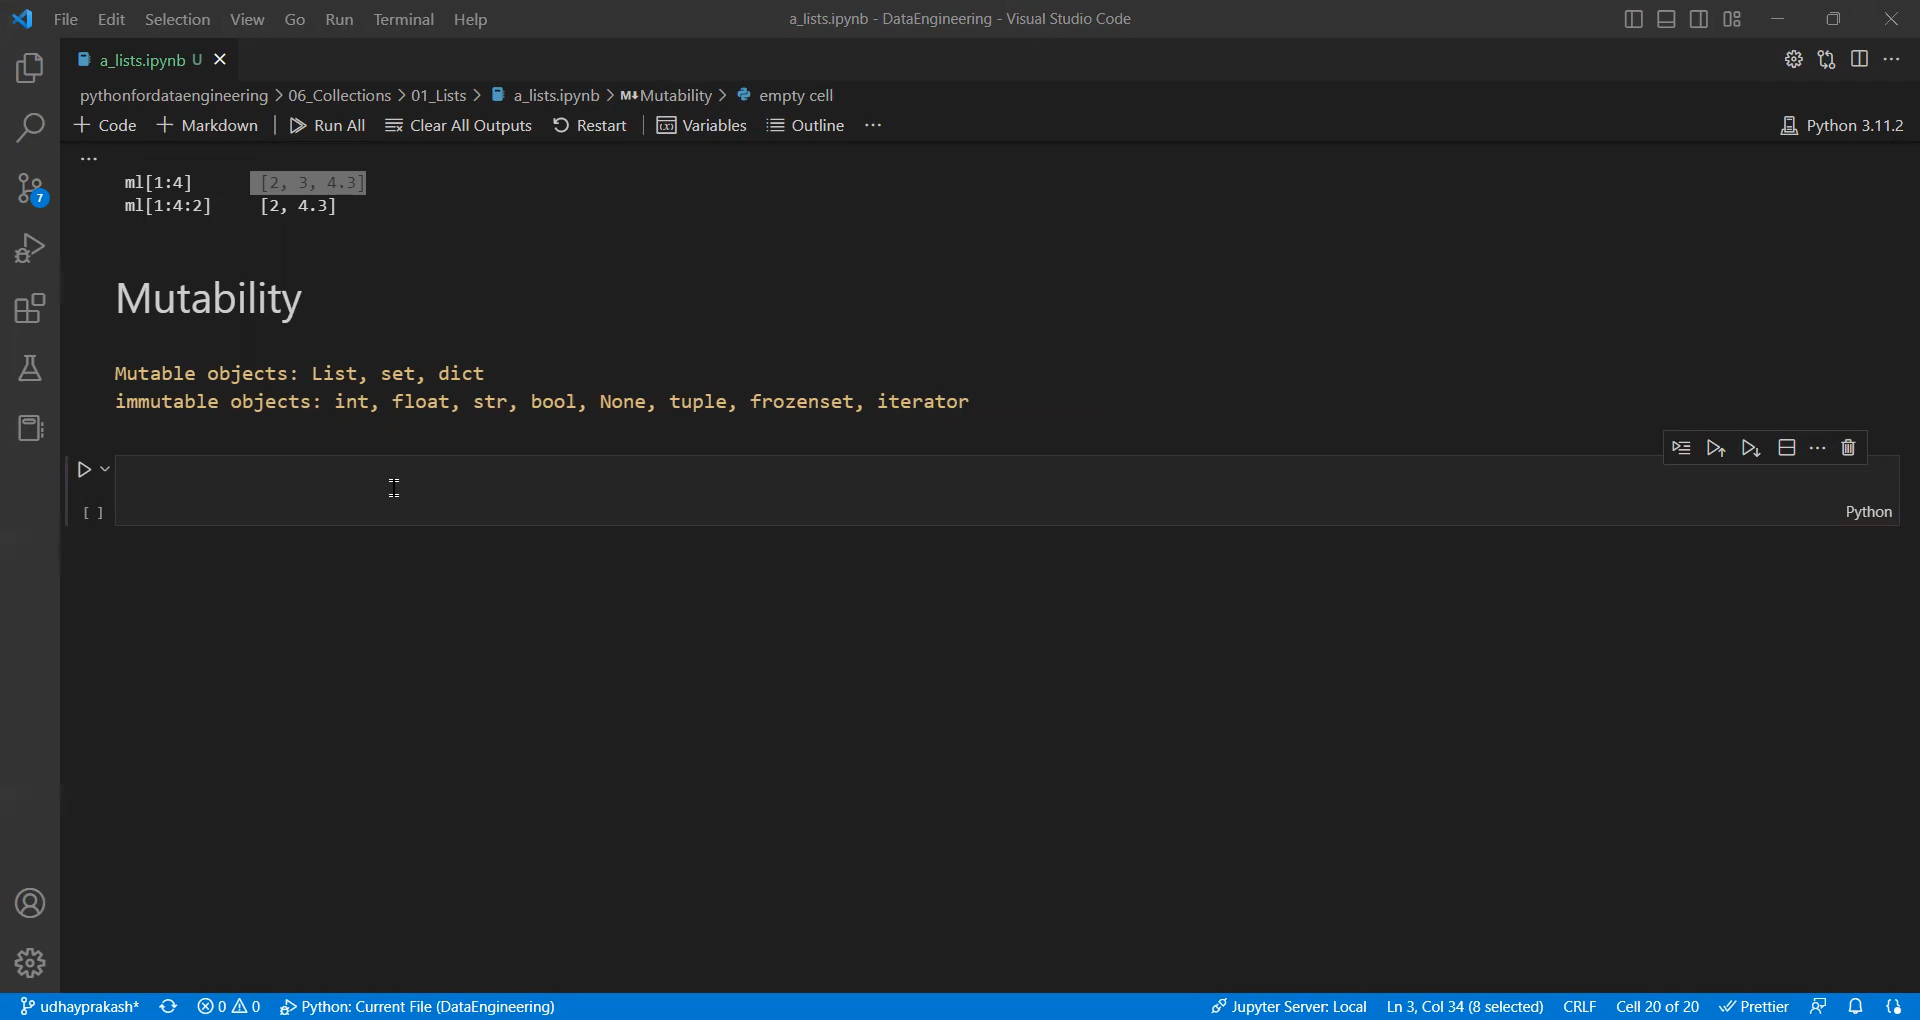 File Edit Selection View Go Run Terminal Help a_lists.ipynb - DataEngineering - Visual Studio Code
a_lists.ipynb U
pythonfordataengineering > 06_Collections > 01_Lists > a_lists.ipynb > M↓Mutability > empty cell
+ Code + Markdown Run All Clear All Outputs Restart Variables Outline ... Python 3.11.2
...
ml[1:4] [2, 3, 4.3]
ml[1:4:2] [2, 4.3]
Mutability
Mutable objects: List, set, dict
immutable objects: int, float, str, bool, None, tuple, frozenset, iterator
[ ] Python
7
udhayprakash* 0 0 Python: Current File (DataEngineering) Jupyter Server: Local Ln 3, Col 34 (8 selected) CRLF Cell 20 of 20 Prettier